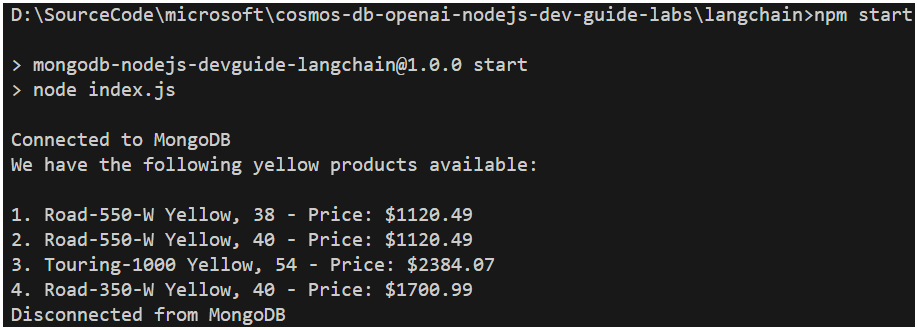 D:\SourceCode\microsoft\cosmos-db-openai-nodejs-dev-guide-labs\langchain>npm start
> mongodb-nodejs-devguide-langchain@1.0.0 start
> node index.js
Connected to MongoDB
We have the following yellow products available:
1. Road-550-W Yellow, 38 - Price: $1120.49
2. Road-550-W Yellow, 40 - Price: $1120.49
3. Touring-1000 Yellow, 54 - Price: $2384.07
4. Road-350-W Yellow, 40 - Price: $1700.99
Disconnected from MongoDB